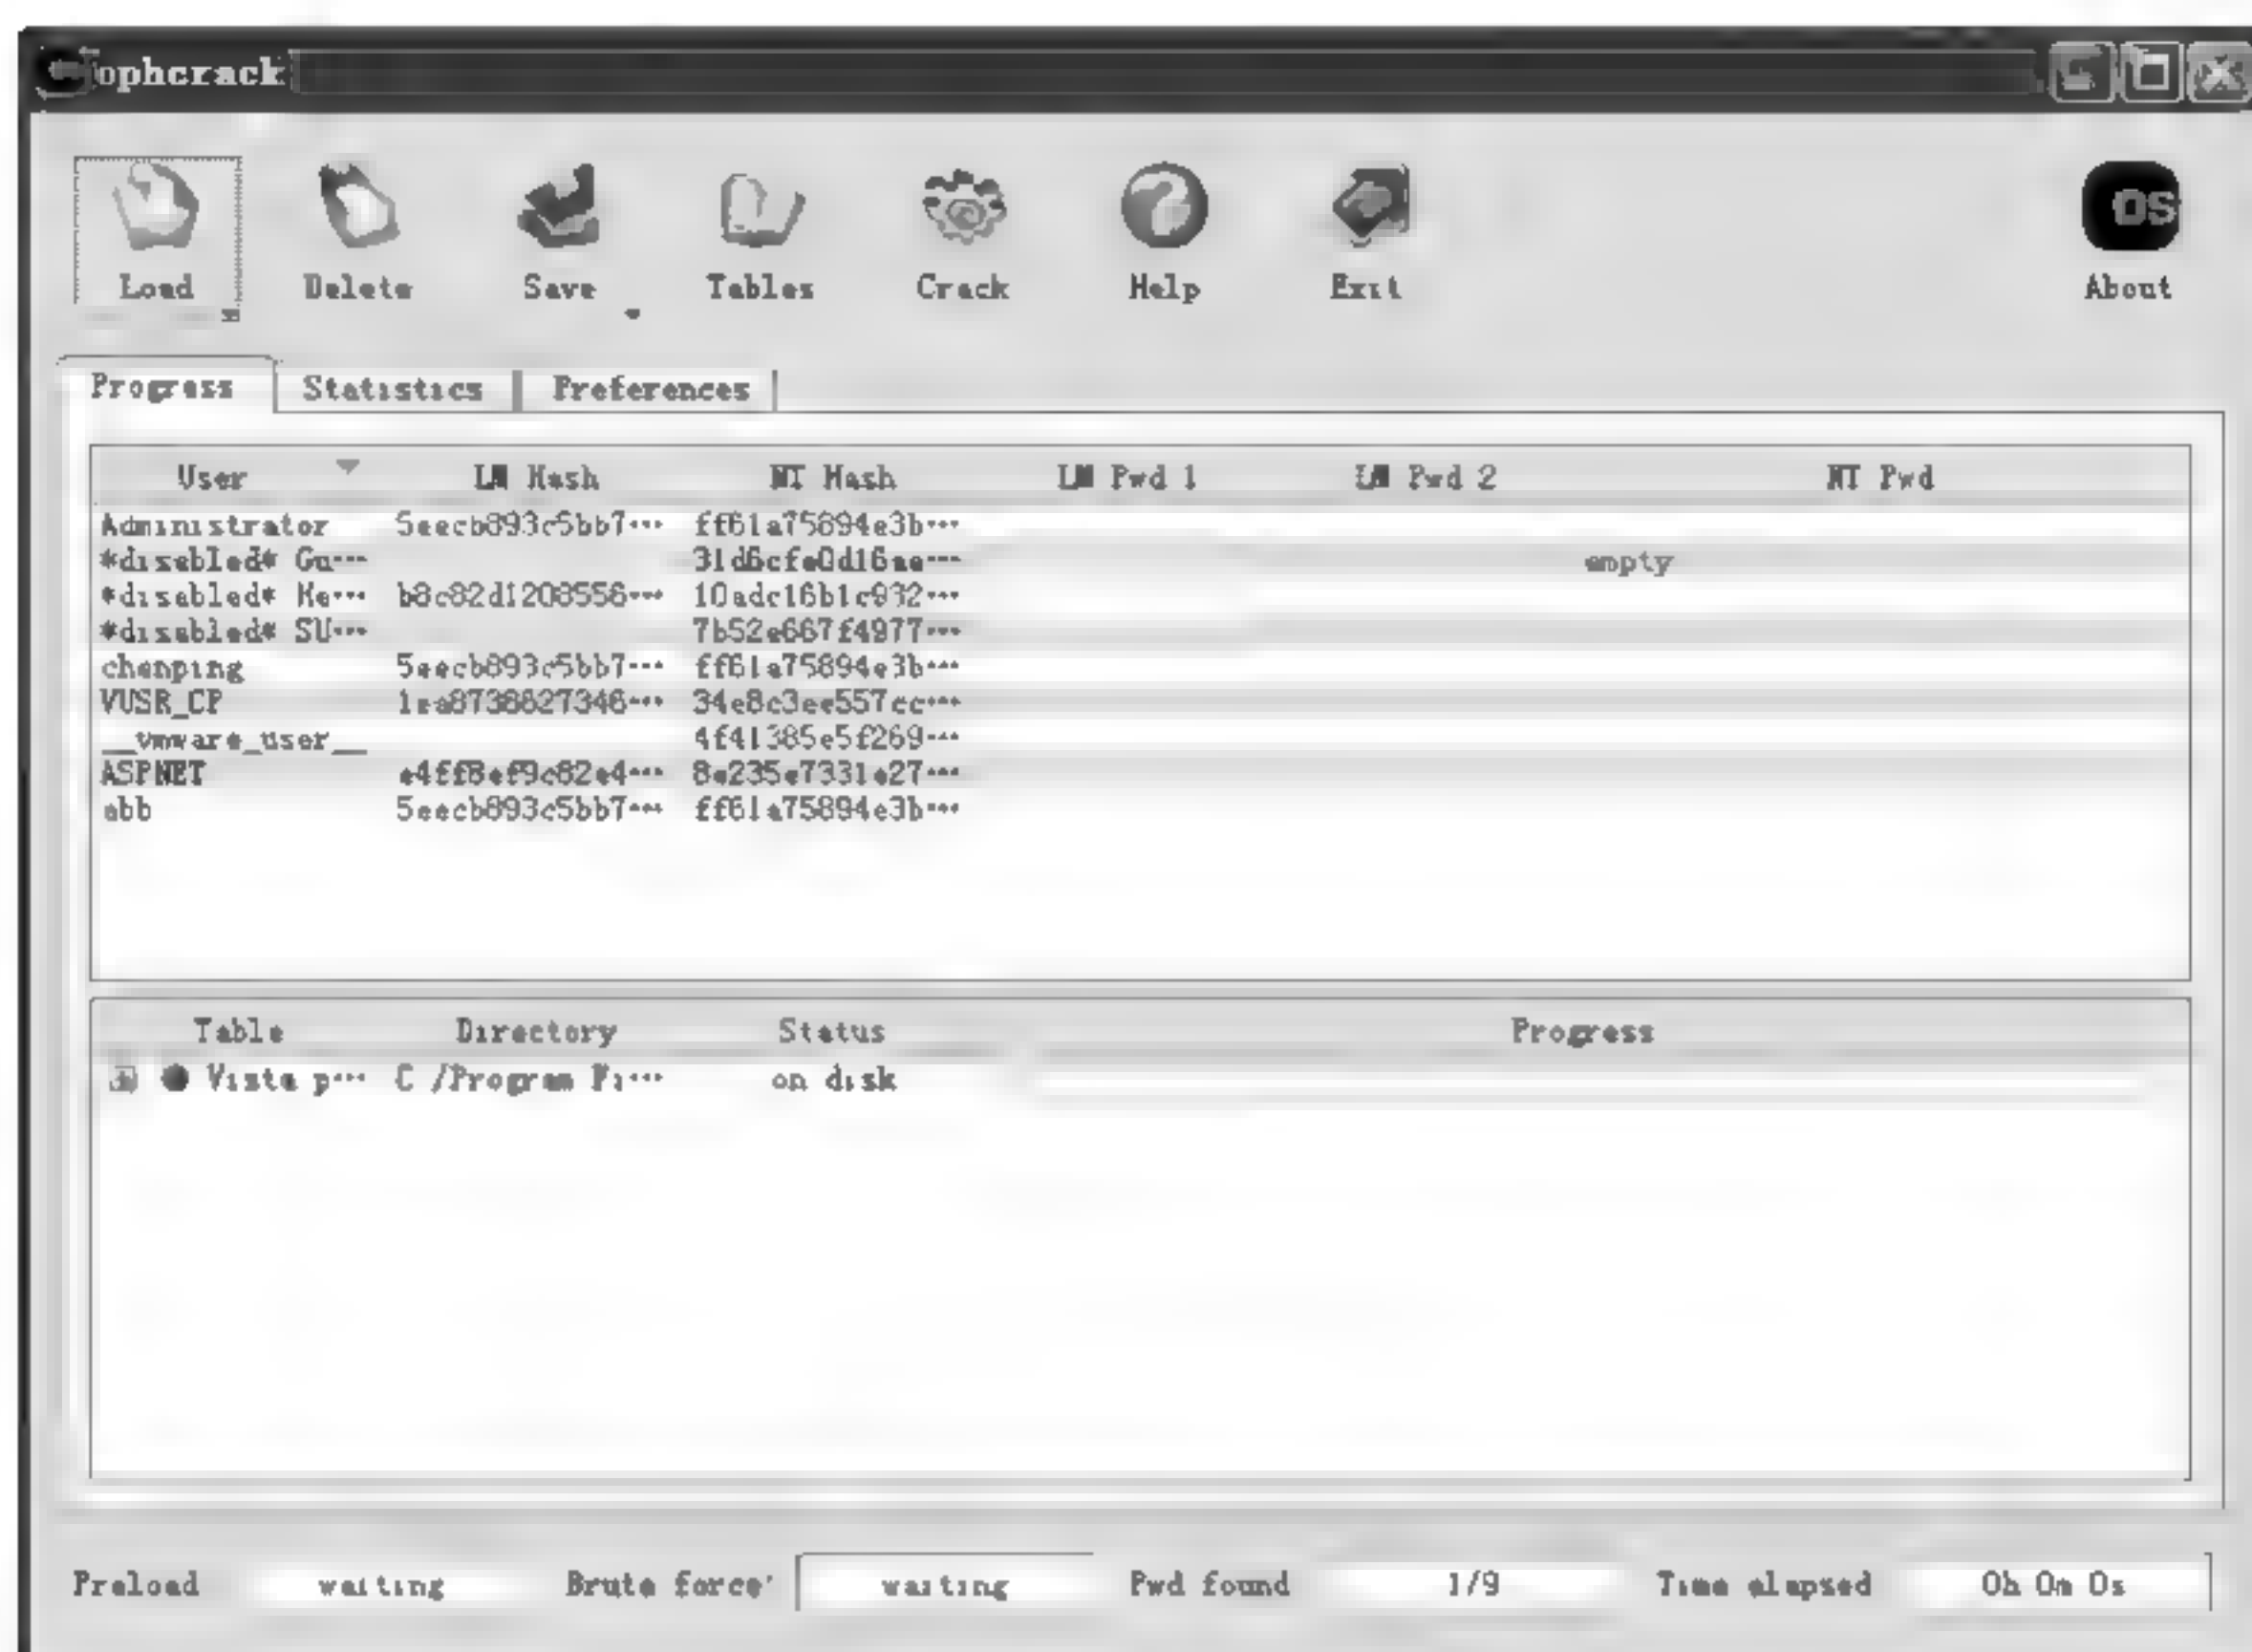 ophcrack
Load Delete Save Tables Crack Help Exit OS About
Progress Statistics Preferences
User LM Hash NT Hash LM Pwd 1 LM Pwd 2 NT Pwd
Administrator 5eecb893c5bb7... ff61a75894e3b...
*disabled* Gu... 31d6cfe0d16ae... empty
*disabled* He... b8c82d1208556... 10adc16b1c932...
*disabled* SU... 7b52e667f4977...
chenping 5eecb893c5bb7... ff61a75894e3b...
VUSR_CP 1ea8738627346... 34e8c3ee557cc...
__vmware_user__ 4f41385e5f269...
ASPNET e4ff8ef9c82e4... 8e235e7331e27...
abb 5eecb893c5bb7... ff61a75894e3b...
Table Directory Status Progress
Vista p... C /Program Fi... on disk
Preload waiting Brute force: waiting Pwd found 1/9 Time elapsed 0h 0m 0s